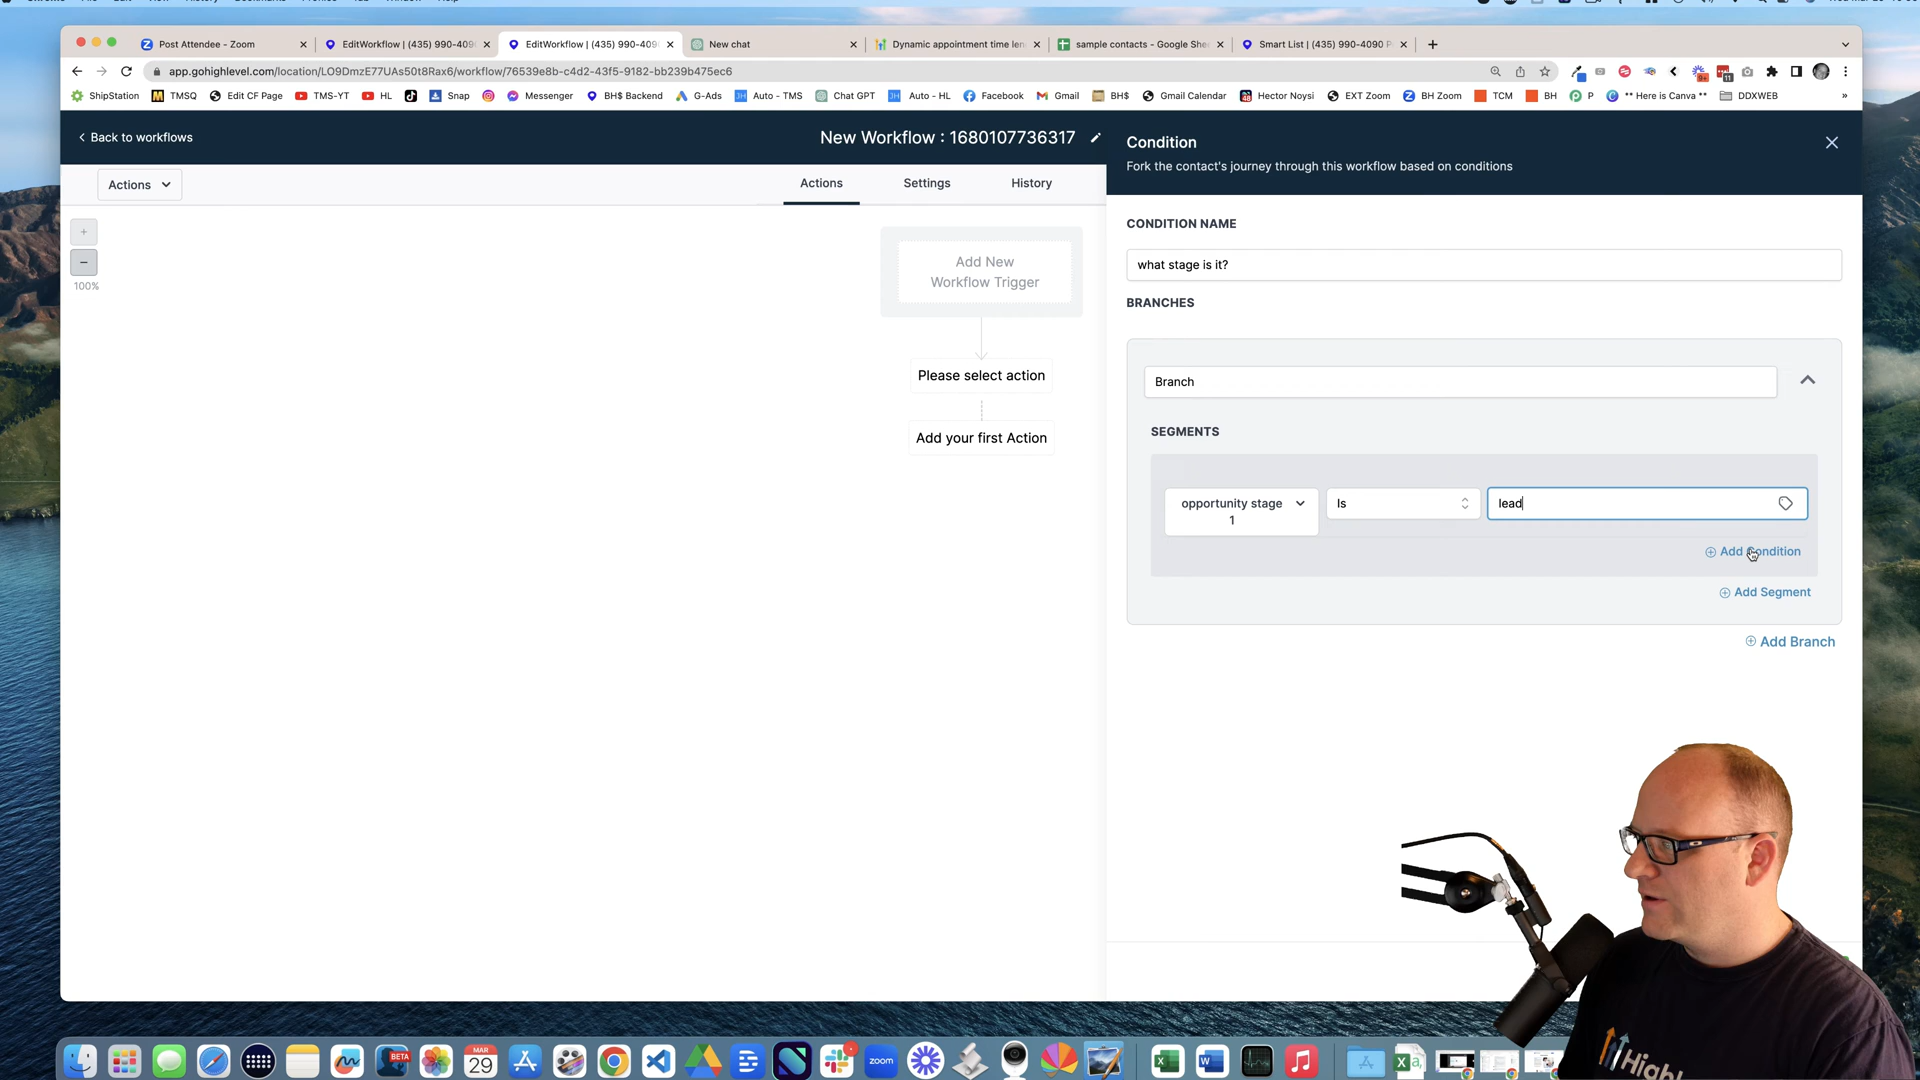 Post Attendee - Zoom
EditWorkflow | (435) 990-409
EditWorkflow | (435) 990-409
New chat
Dynamic appointment time len
sample contacts - Google She
Smart List | (435) 990-4090 P
app.gohighlevel.com/location/LO9DmzE77UAs50t8Rax6/workflow/76539e8b-c4d2-43f5-9182-bb239b475ec6
ShipStation
TMSQ
Edit CF Page
TMS-YT
HL
Snap
Messenger
BH$ Backend
G-Ads
Auto - TMS
Chat GPT
Auto - HL
Facebook
Gmail
BH$
Gmail Calendar
Hector Noysi
EXT Zoom
BH Zoom
TCM
BH
P
** Here is Canva **
DDXWEB
Back to workflows
New Workflow : 1680107736317
Condition
Fork the contact's journey through this workflow based on conditions
Actions
Actions
Settings
History
100%
Add New
Workflow Trigger
Please select action
Add your first Action
CONDITION NAME
what stage is it?
BRANCHES
Branch
SEGMENTS
opportunity stage
1
Is
lead
Add Condition
Add Segment
Add Branch
MAR
29
BETA
zoom